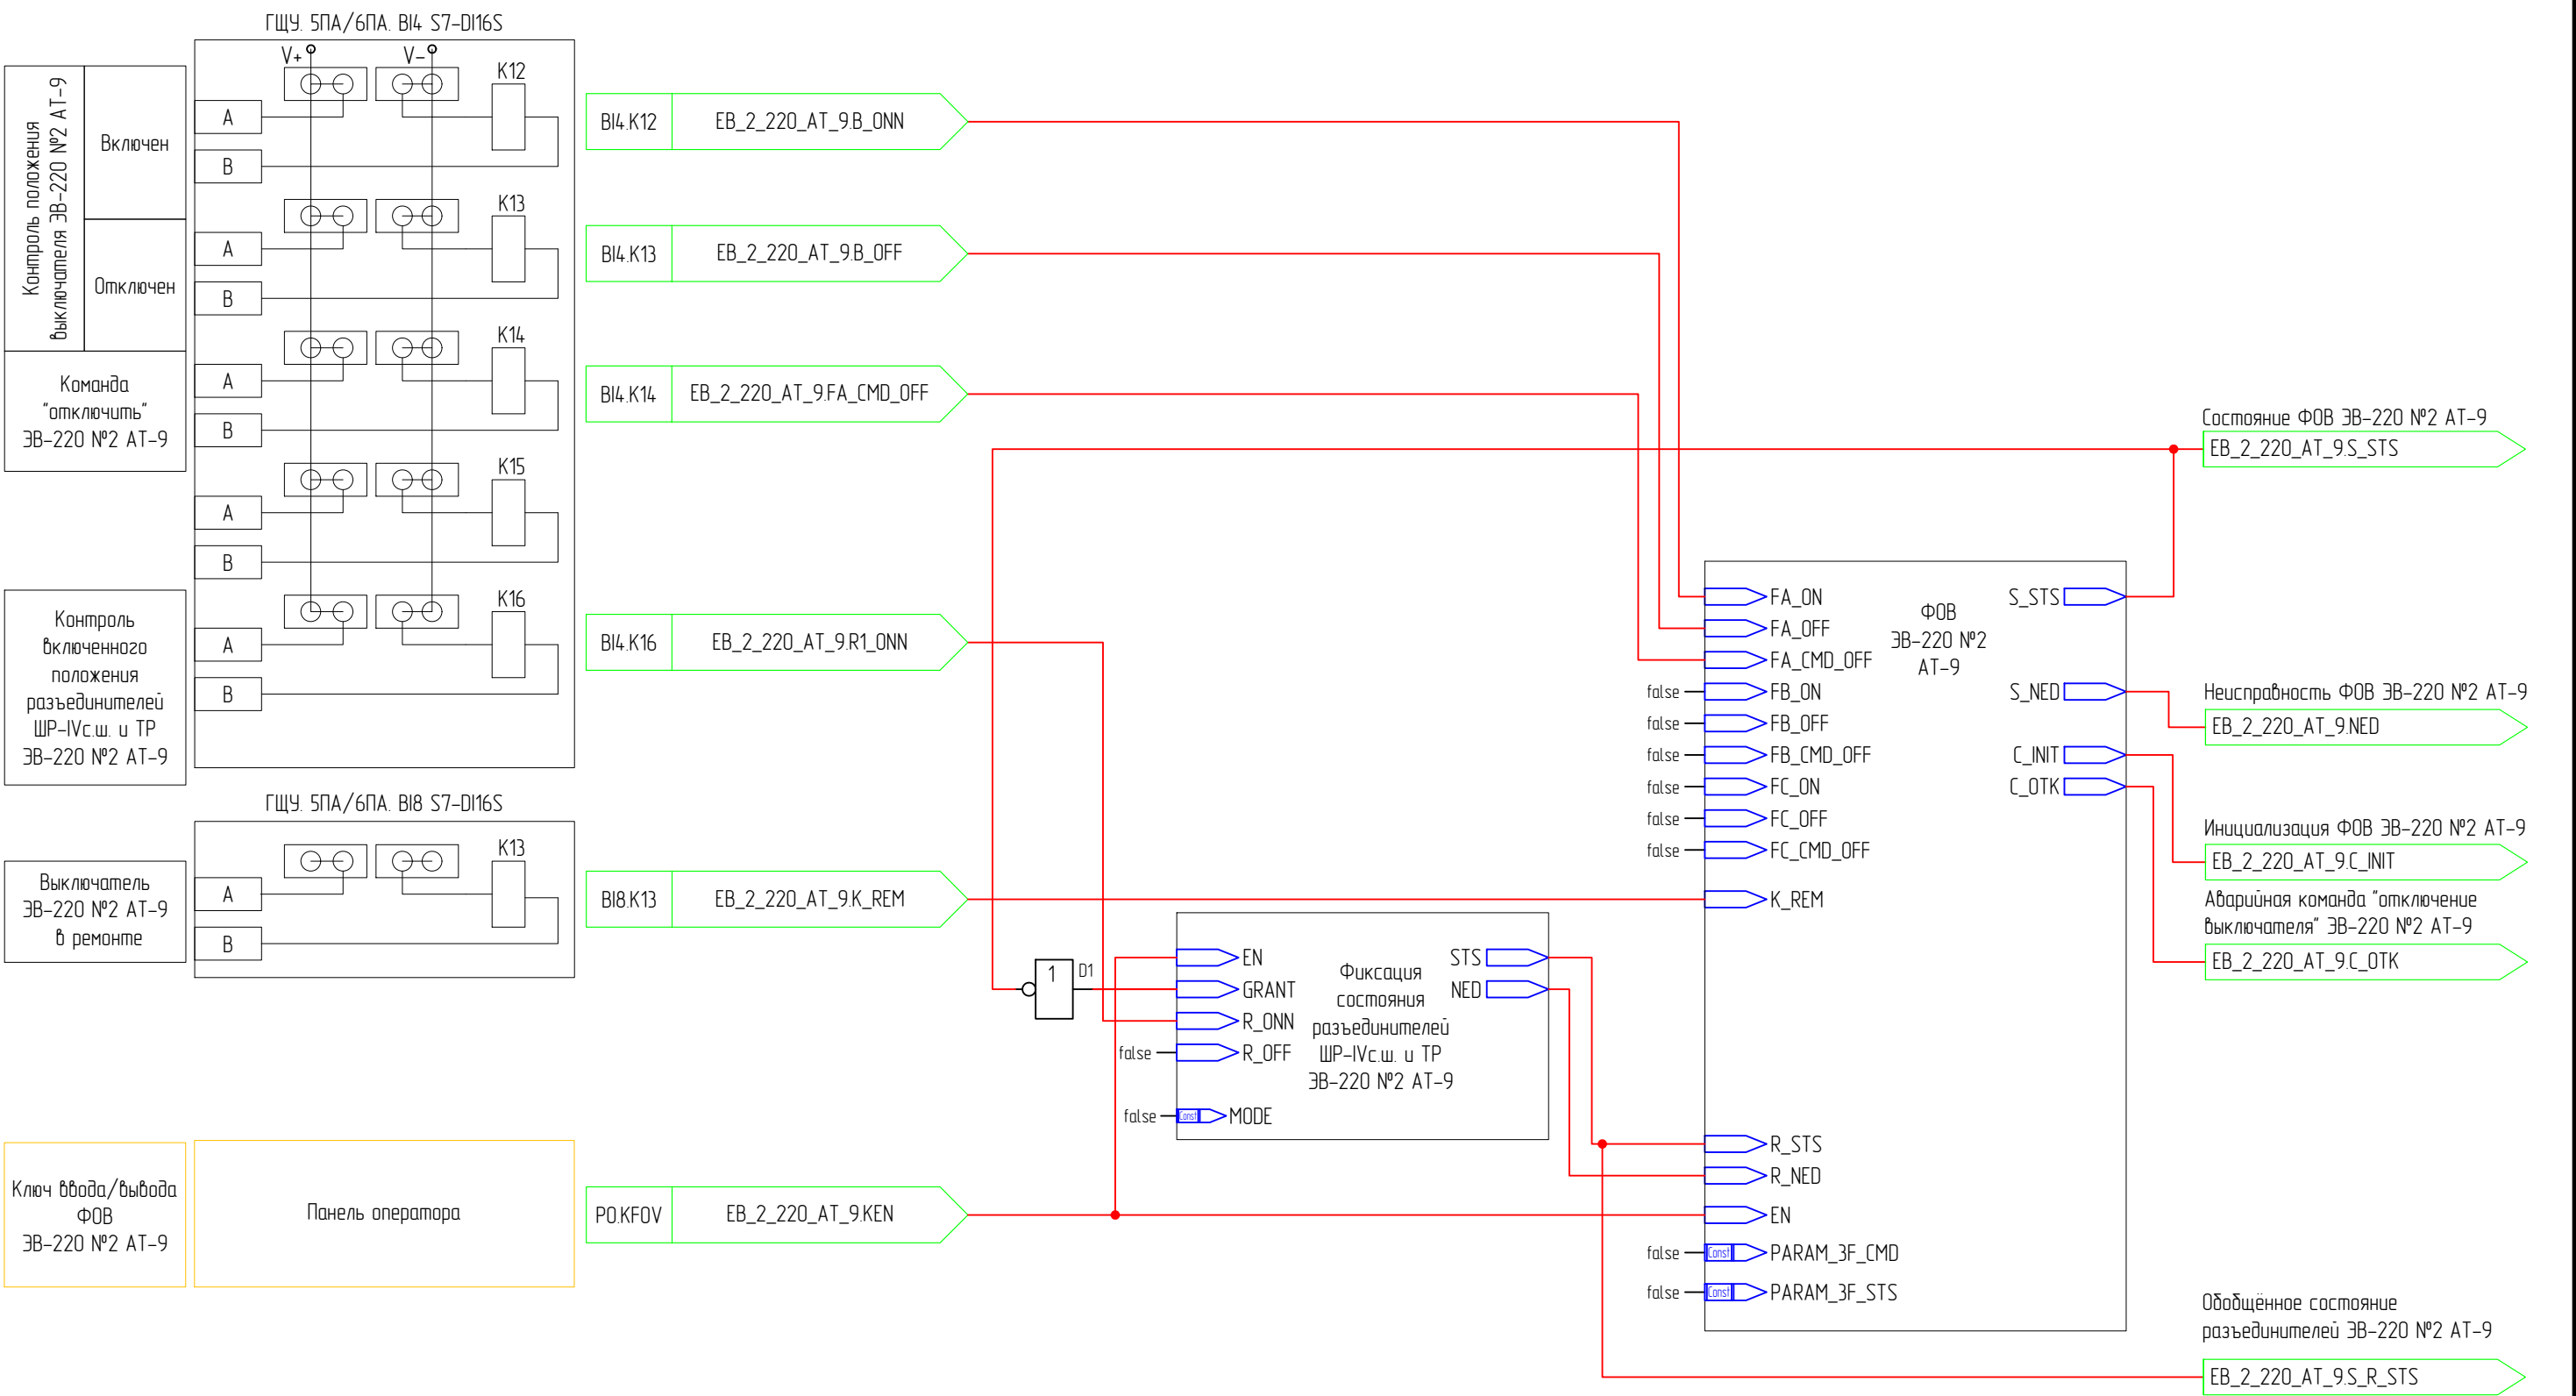 ГЩУ. 5ПА/6ПА. BI4 S7-DI16S
Контроль положения
выключателя ЭВ-220 №2 АТ-9
Включен
Отключен
Команда
"отключить"
ЭВ-220 №2 АТ-9
Контроль
включенного
положения
разъединителей
ШР-IVс.ш. и ТР
ЭВ-220 №2 АТ-9
V+
V-
K12
A
B
K13
A
B
K14
A
B
K15
A
B
K16
A
B
ГЩУ. 5ПА/6ПА. BI8 S7-DI16S
Выключатель
ЭВ-220 №2 АТ-9
в ремонте
K13
A
B
Ключ ввода/вывода
ФОВ
ЭВ-220 №2 АТ-9
Панель оператора
BI4.K12 EB_2_220_AT_9.B_ONN
BI4.K13 EB_2_220_AT_9.B_OFF
BI4.K14 EB_2_220_AT_9.FA_CMD_OFF
BI4.K16 EB_2_220_AT_9.R1_ONN
BI8.K13 EB_2_220_AT_9.K_REM
PO.KFOV EB_2_220_AT_9.KEN
1
D1
EN
GRANT
R_ONN
false R_OFF
false Const MODE
STS
NED
Фиксация
состояния
разъединителей
ШР-IVс.ш. и ТР
ЭВ-220 №2 АТ-9
FA_ON
FA_OFF
FA_CMD_OFF
false FB_ON
false FB_OFF
false FB_CMD_OFF
false FC_ON
false FC_OFF
false FC_CMD_OFF
K_REM
R_STS
R_NED
EN
false Const PARAM_3F_CMD
false Const PARAM_3F_STS
ФОВ
ЭВ-220 №2
АТ-9
S_STS
S_NED
C_INIT
C_OTK
Состояние ФОВ ЭВ-220 №2 АТ-9
EB_2_220_AT_9.S_STS
Неисправность ФОВ ЭВ-220 №2 АТ-9
EB_2_220_AT_9.NED
Инициализация ФОВ ЭВ-220 №2 АТ-9
EB_2_220_AT_9.C_INIT
Аварийная команда "отключение
выключателя" ЭВ-220 №2 АТ-9
EB_2_220_AT_9.C_OTK
Обобщённое состояние
разъединителей ЭВ-220 №2 АТ-9
EB_2_220_AT_9.S_R_STS